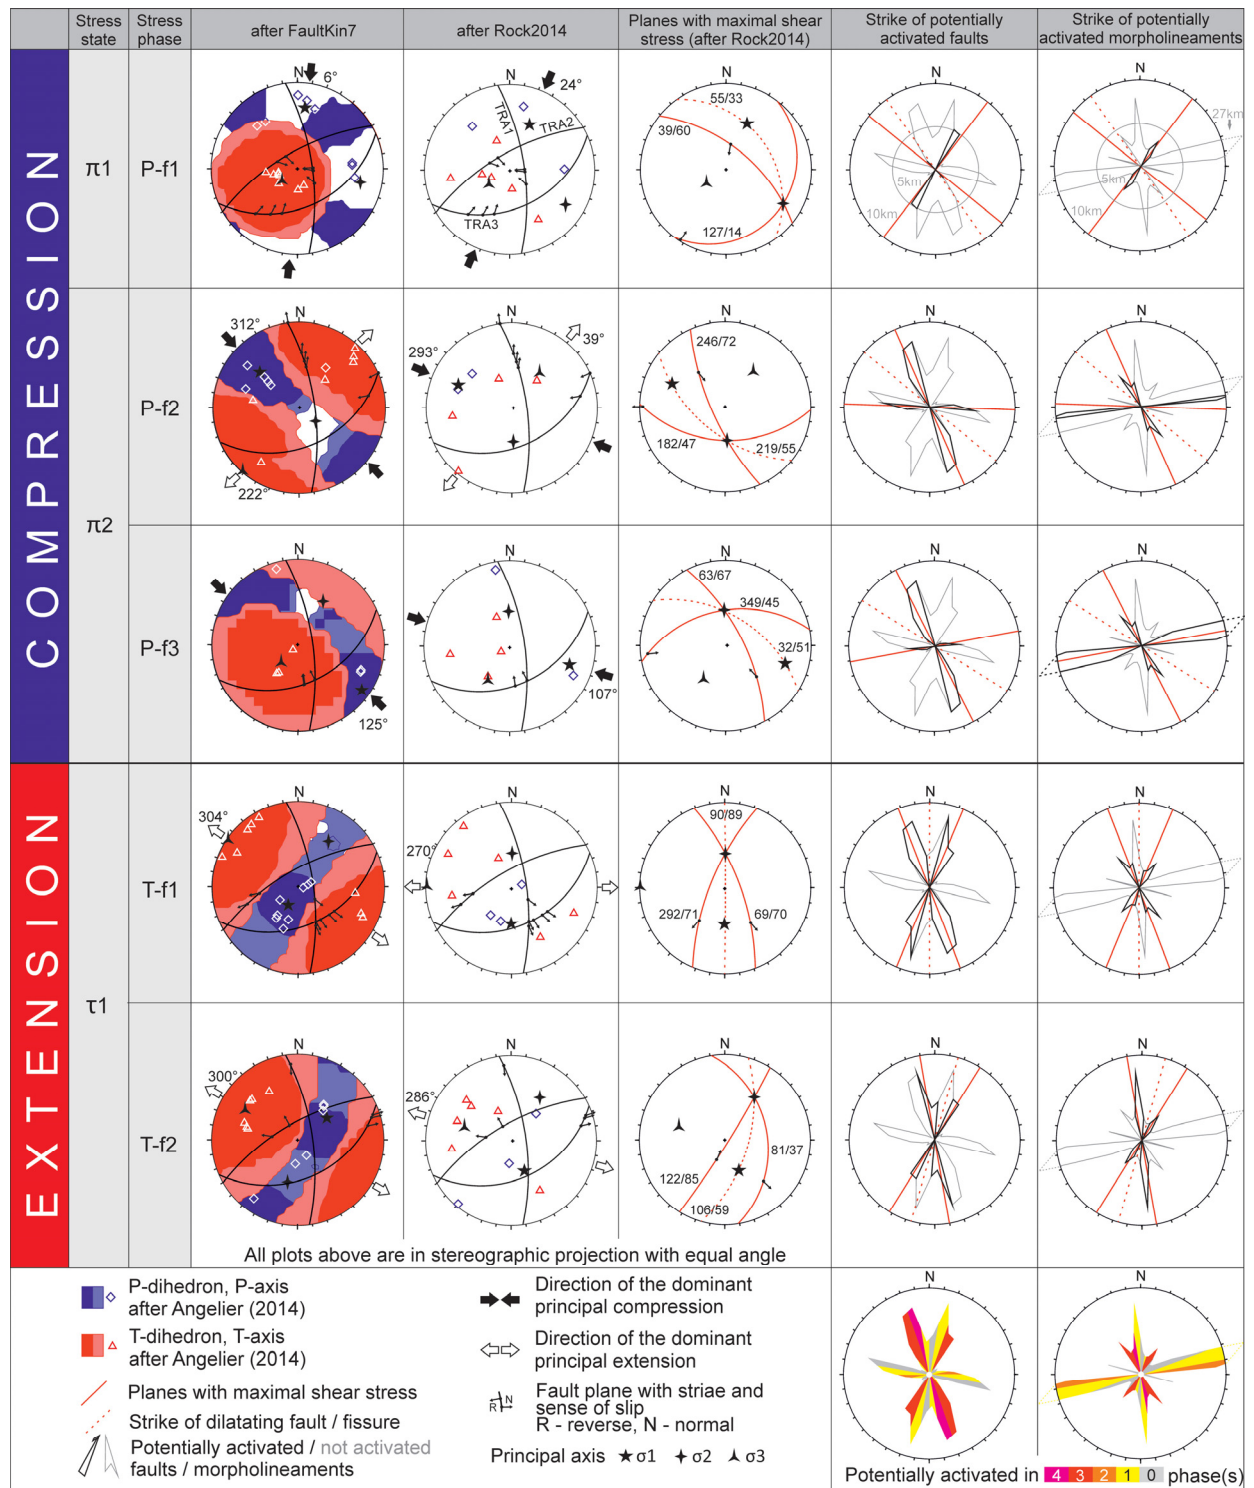 Stress state
Stress phase
after FaultKin7
after Rock2014
Planes with maximal shear
stress (after Rock2014)
Strike of potentially
activated faults
Strike of potentially
activated morpholineaments
COMPRESSION
π1
P-f1
N
6°
N
24°
TRA1
TRA2
TRA3
55/33
39/60
127/14
N
5km
10km
N
27km
5km
10km
π2
P-f2
N
312°
222°
N
39°
293°
N
246/72
182/47
219/55
N
N
P-f3
N
125°
N
107°
N
63/67
349/45
32/51
N
N
EXTENSION
τ1
T-f1
N
304°
N
270°
N
90/89
292/71
69/70
N
N
T-f2
N
300°
N
286°
N
81/37
122/85
106/59
N
N
All plots above are in stereographic projection with equal angle
P-dihedron, P-axis
after Angelier (2014)
T-dihedron, T-axis
after Angelier (2014)
Planes with maximal shear stress
Strike of dilatating fault / fissure
Potentially activated / not activated
faults / morpholineaments
Direction of the dominant
principal compression
Direction of the dominant
principal extension
R N
Fault plane with striae and
sense of slip
R - reverse, N - normal
Principal axis σ1 σ2 σ3
N
N
Potentially activated in 4 3 2 1 0 phase(s)